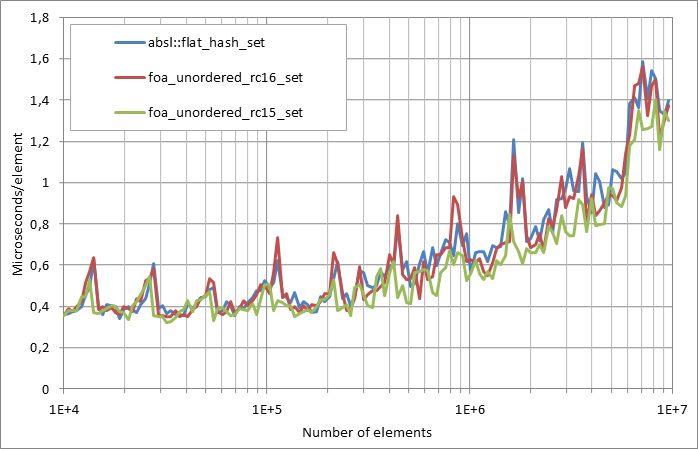 1,8
1,6
1,4
1,2
1
0,8
0,6
0,4
0,2
0
Microseconds/element
absl::flat_hash_set
foa_unordered_rc16_set
foa_unordered_rc15_set
1E+4
1E+5
1E+6
1E+7
Number of elements